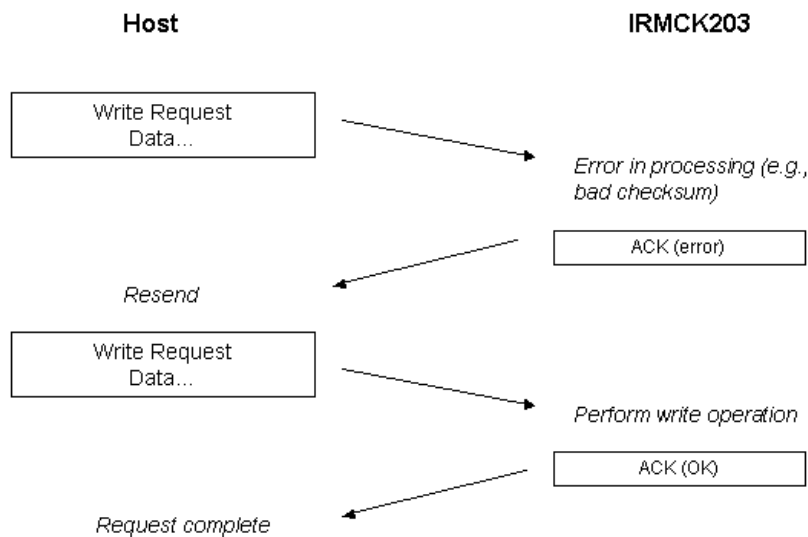 Host
IRMCK203
Write Request
Data...
Error in processing (e.g.,
bad checksum)
ACK (error)
Resend
Write Request
Data...
Perform write operation
ACK (OK)
Request complete